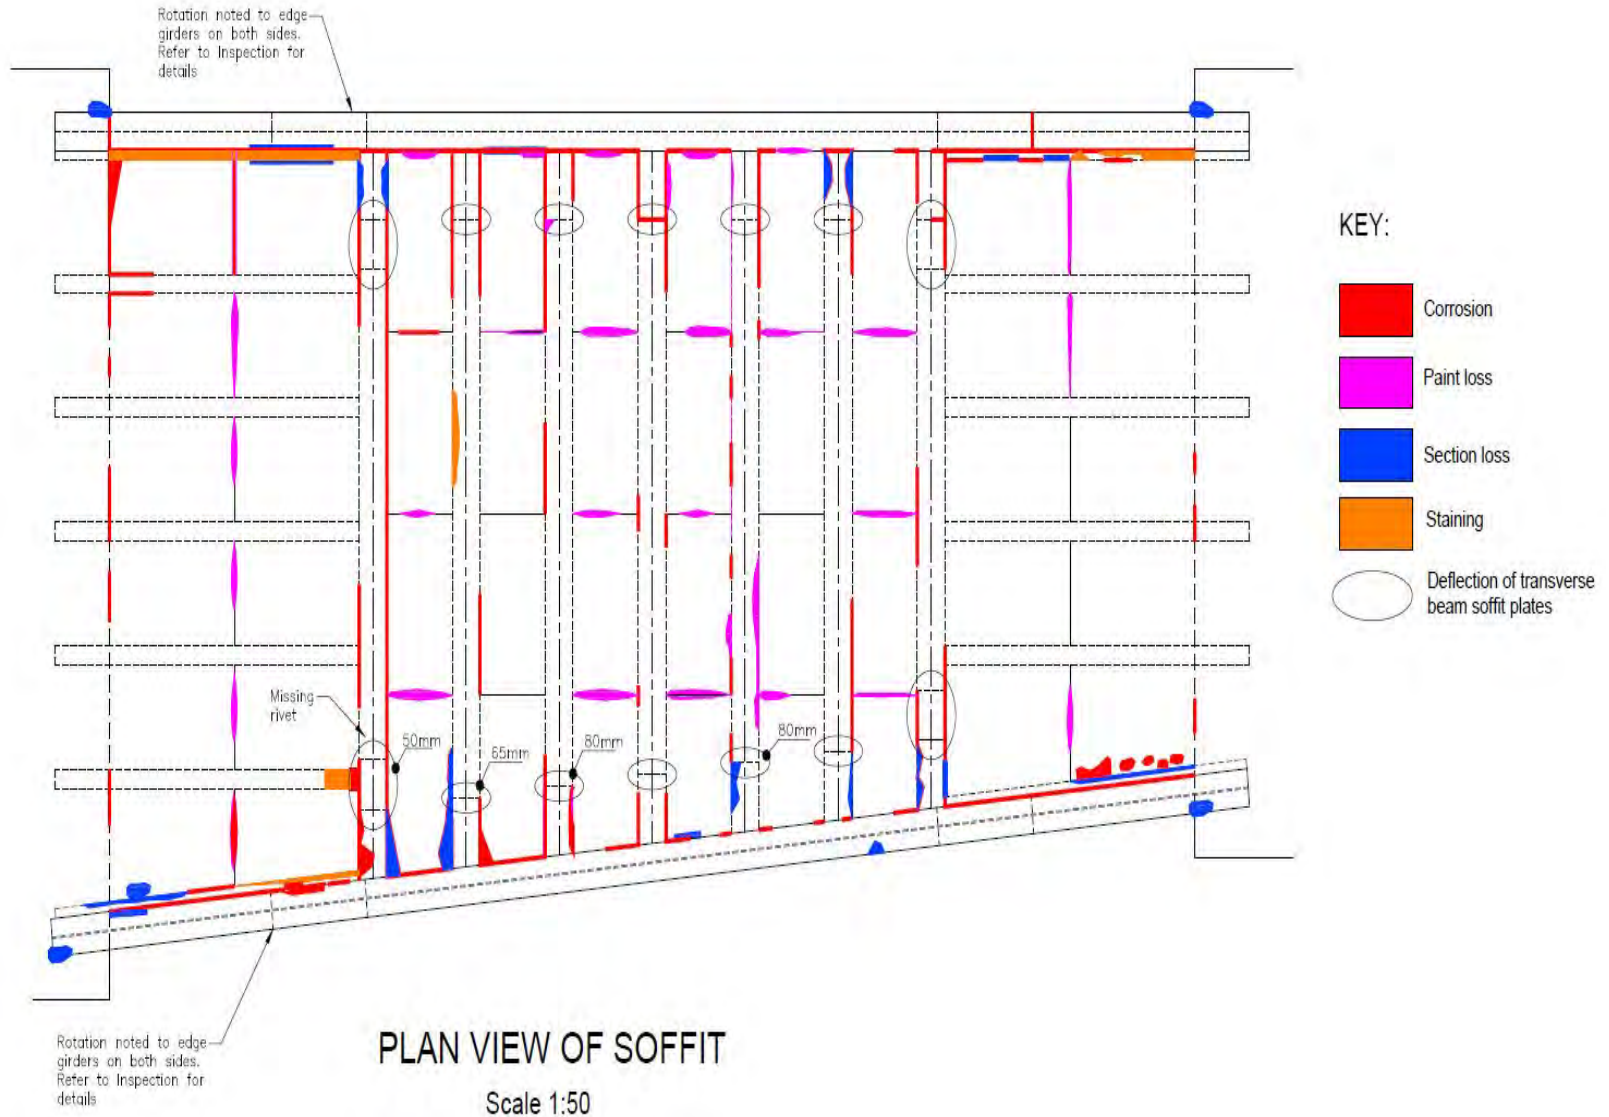 Rotation noted to edge
girders on both sides.
Refer to Inspection for
details
KEY:
Corrosion
Paint loss
Section loss
Staining
Deflection of transverse
beam soffit plates
Missing
rivet
50mm
65mm
80mm
80mm
Rotation noted to edge
girders on both sides.
Refer to Inspection for
details
PLAN VIEW OF SOFFIT
Scale 1:50